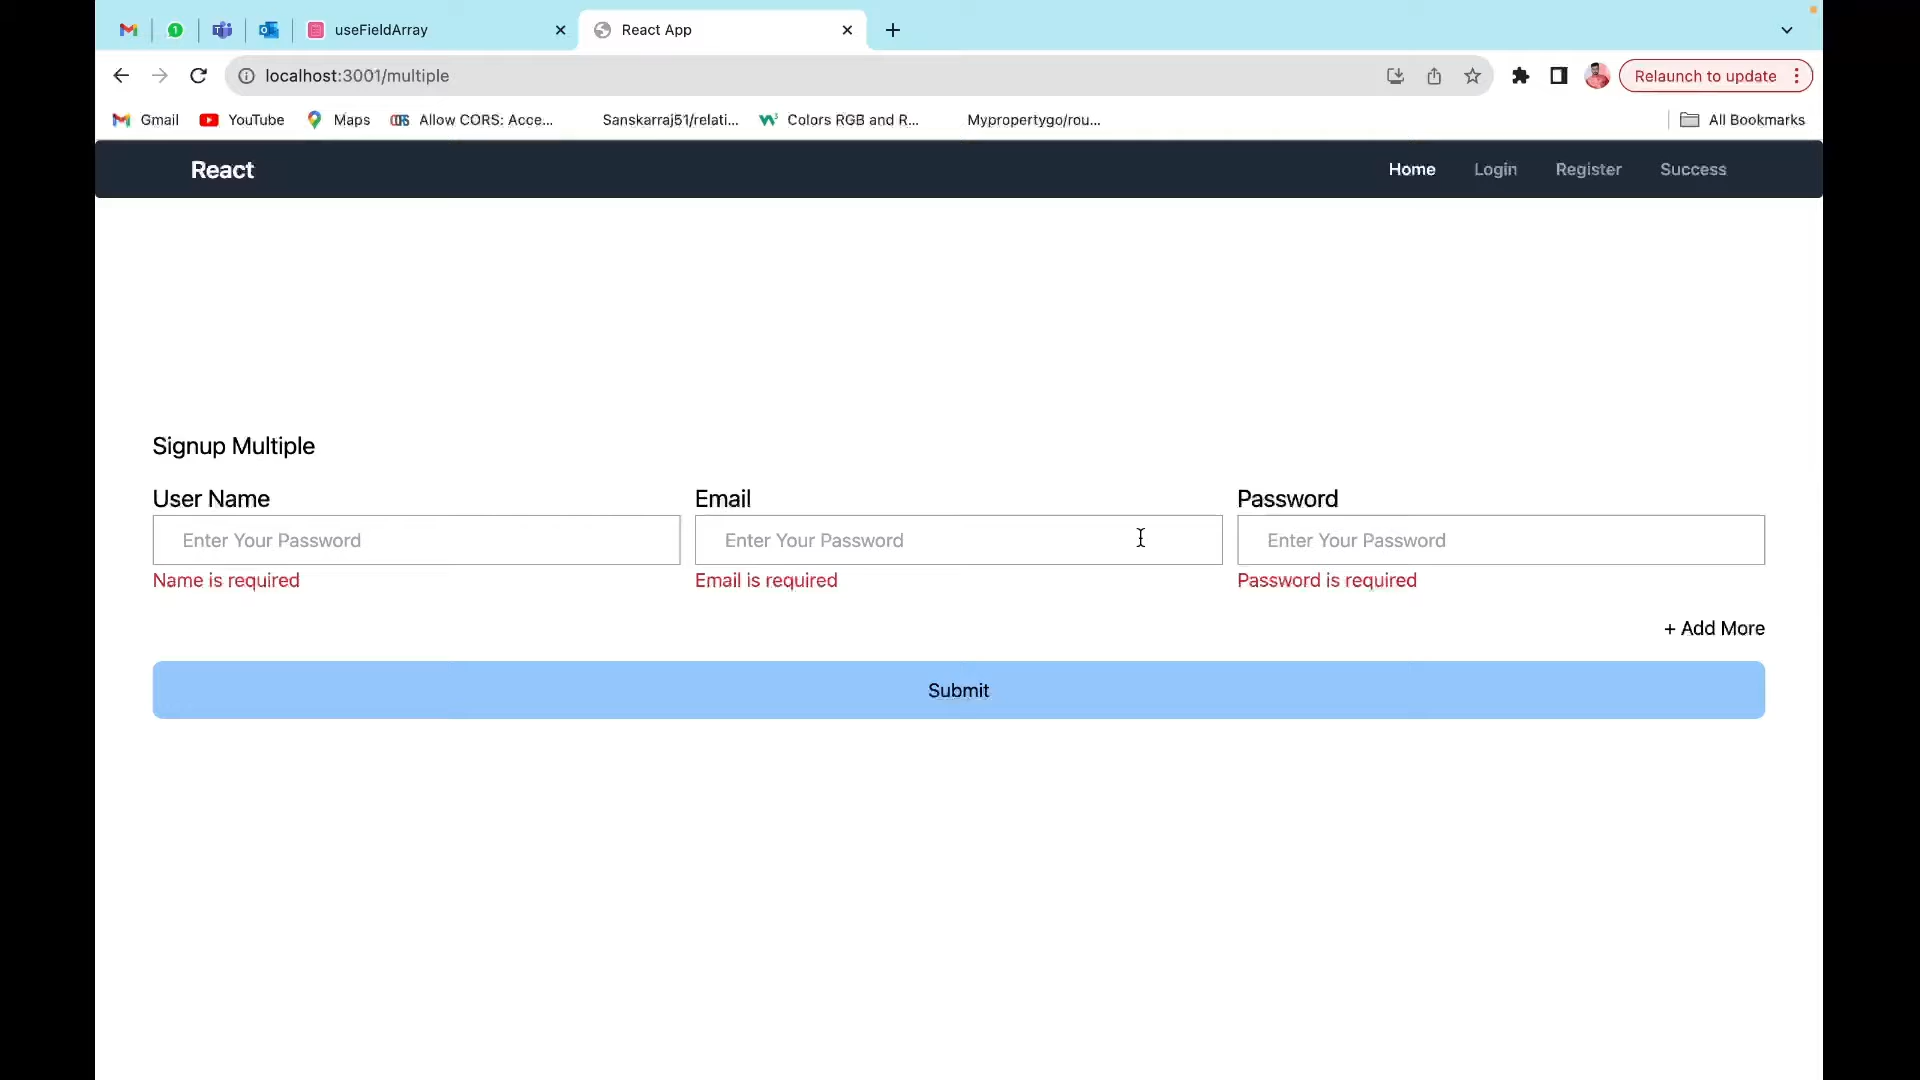 useFieldArray
React App
localhost:3001/multiple
Relaunch to update
Gmail YouTube Maps Allow CORS: Acce... Sanskarraj51/relati... Colors RGB and R... Mypropertygo/rou... All Bookmarks
React Home Login Register Success
Signup Multiple
User Name Email Password
Enter Your Password Enter Your Password Enter Your Password
Name is required Email is required Password is required
+ Add More
Submit